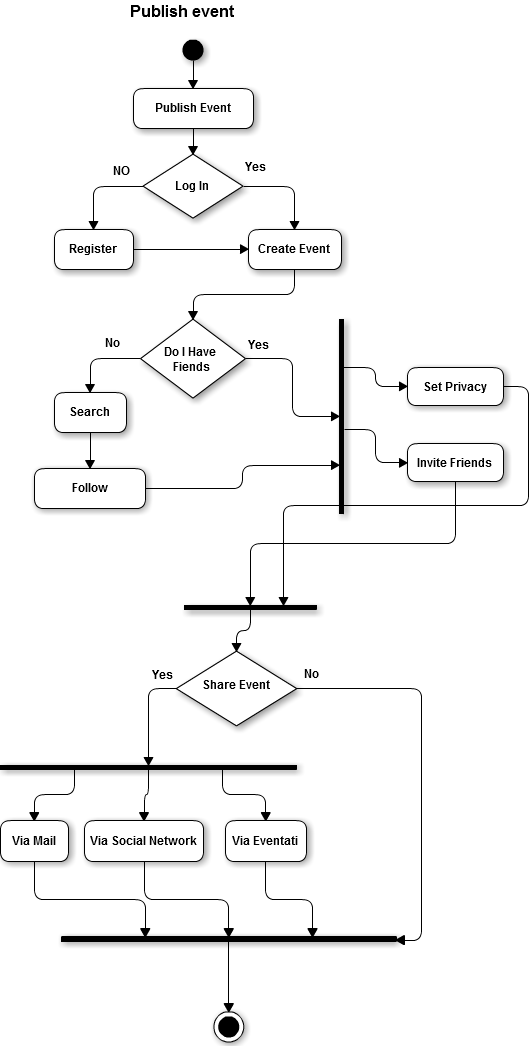 Publish event
Publish Event
Log In
NO
Yes
Register
Create Event
Do I Have
Fiends
No
Yes
Search
Follow
Set Privacy
Invite Friends
Share Event
Yes
No
Via Mail
Via Social Network
Via Eventati